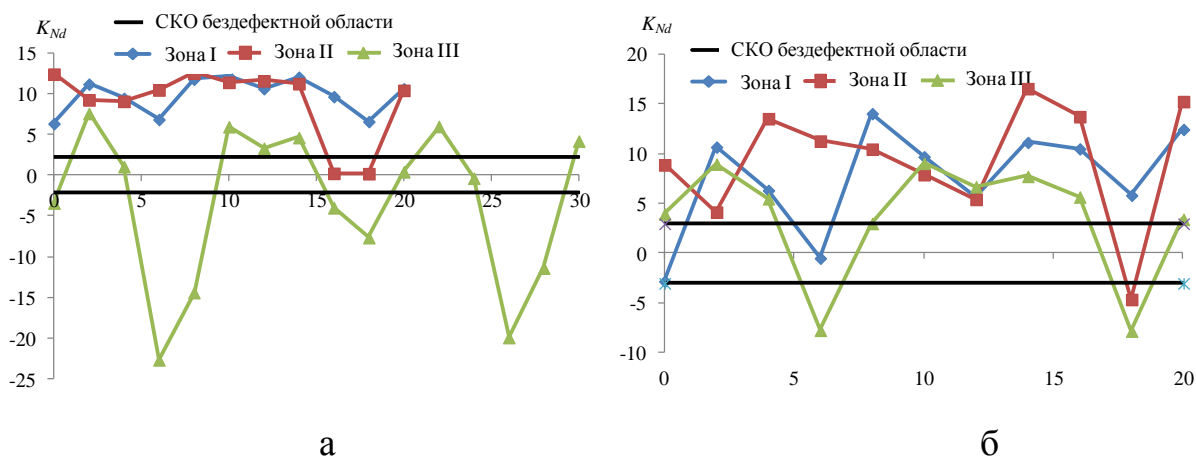 K_Nd
СКО бездефектной области
Зона I Зона II Зона III
15
10
5
0
-5
-10
-15
-20
-25
0 5 10 15 20 25 30
а
K_Nd
СКО бездефектной области
Зона I Зона II Зона III
20
15
10
5
0
-5
-10
0 5 10 15 20
б